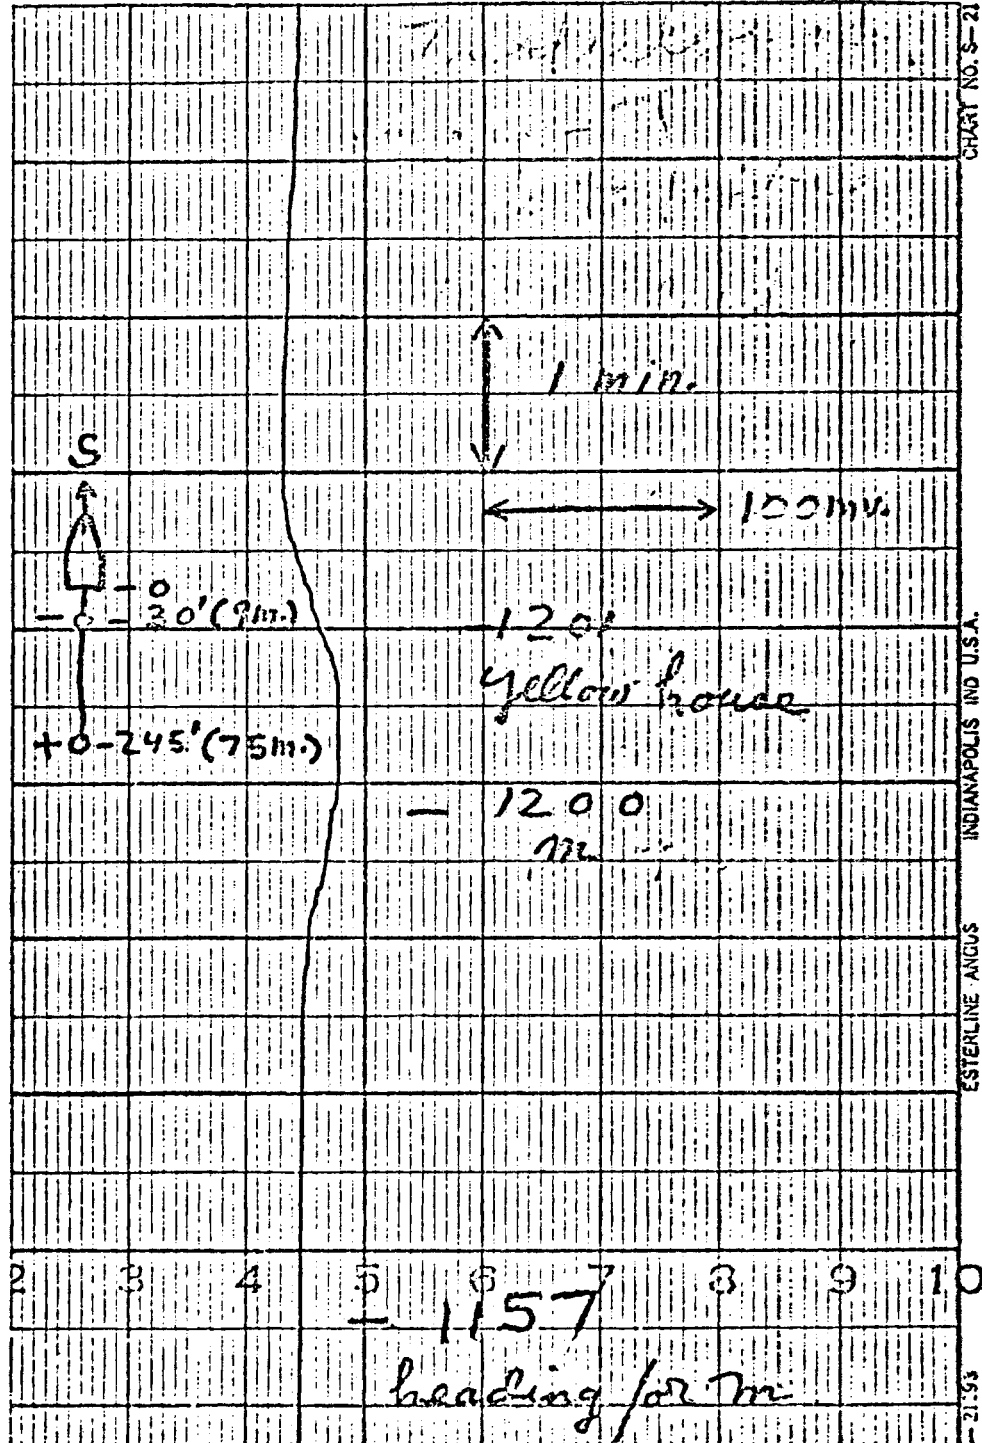 CHART NO. S-21
1 min.
S
100mv.
- 0
- - 30' (9m.)
-1201
yellow house
+ - 245' (75m.)
INDIANAPOLIS IND U.S.A.
- 1200
m
ESTERLINE ANGUS
2 3 4 5 6 7 8 9 10
- 1157
heading for m